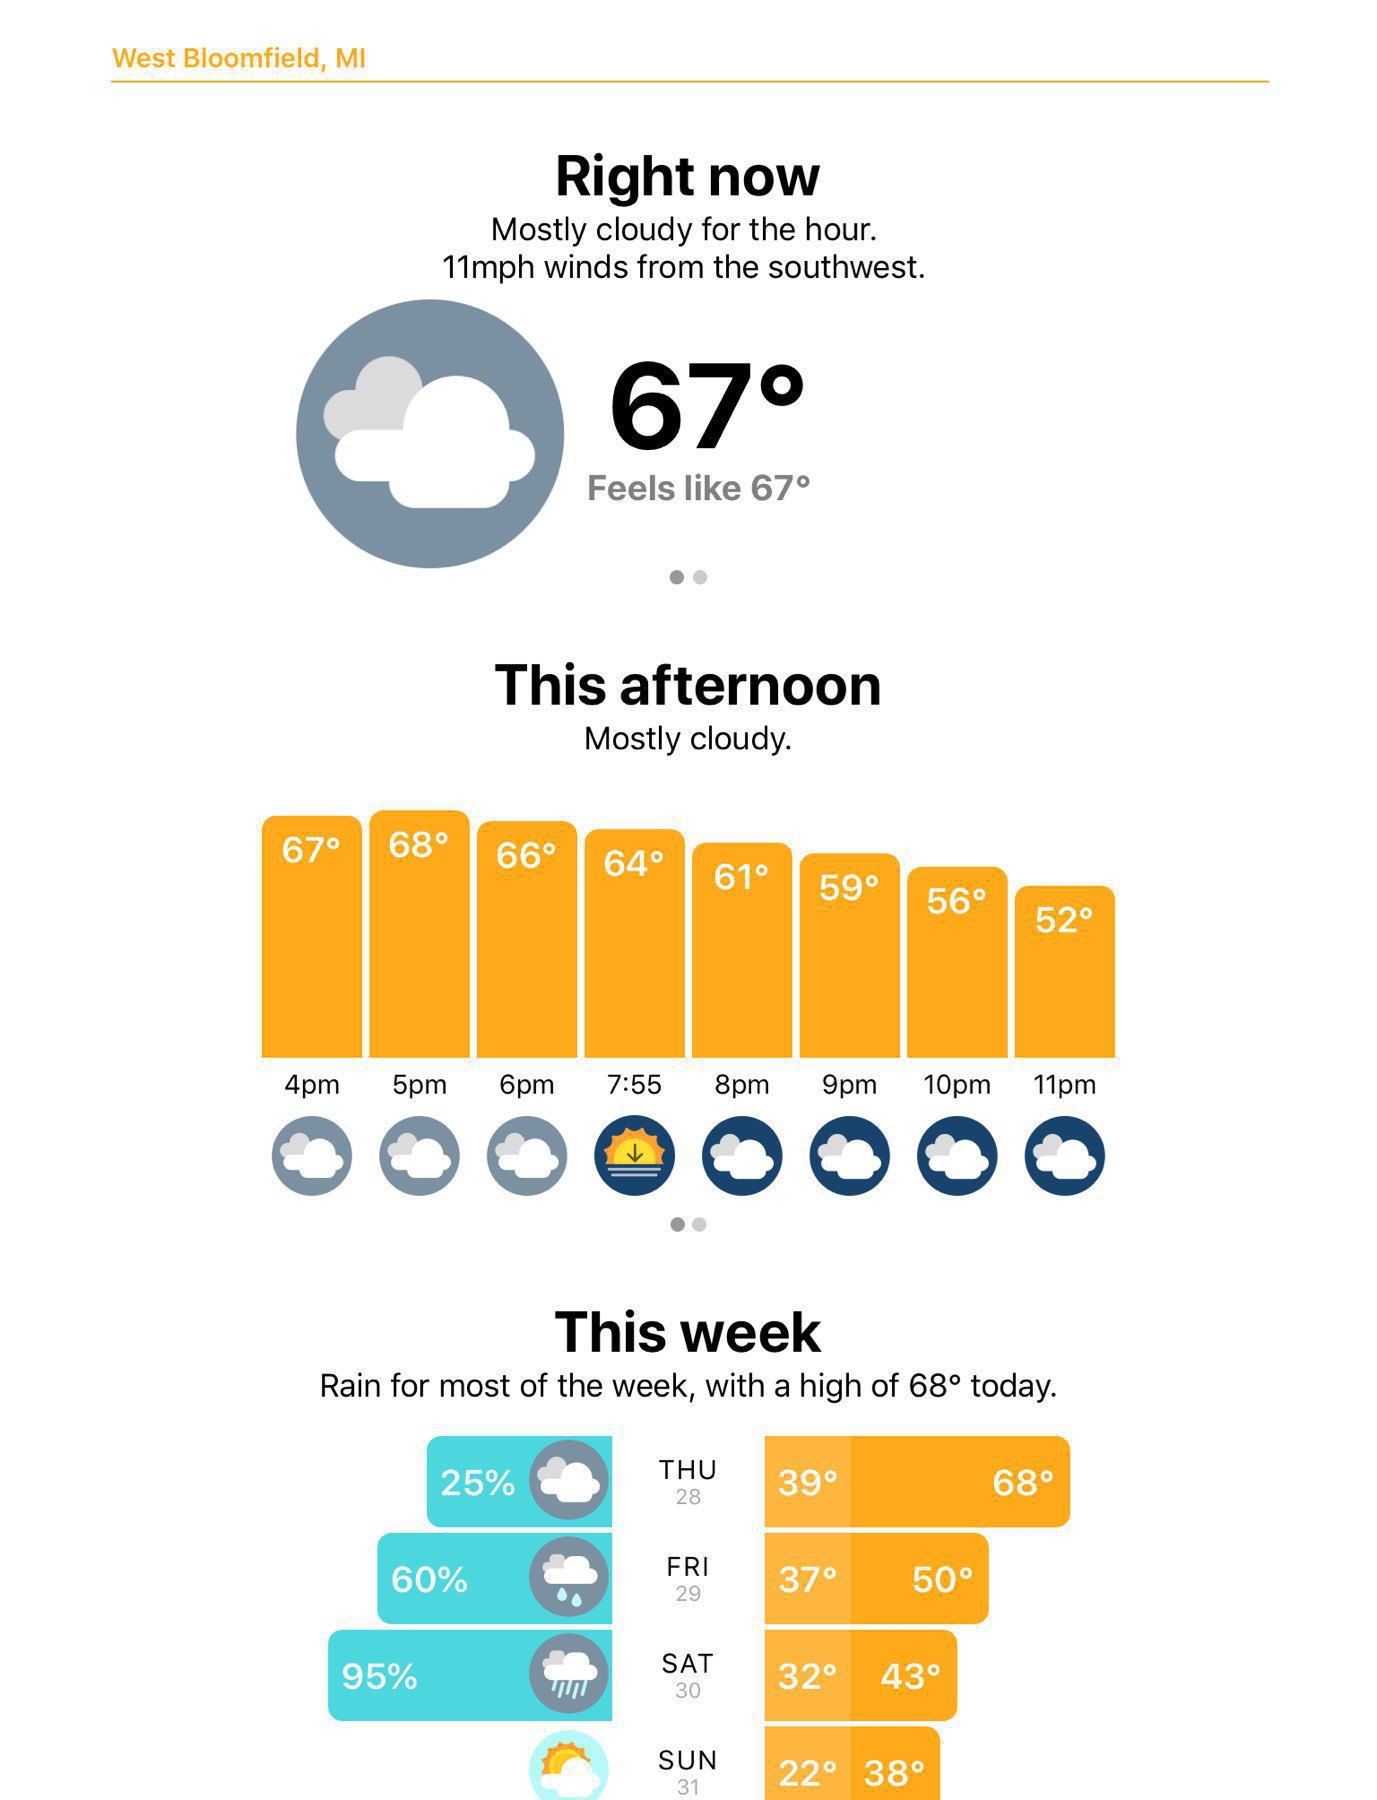 West Bloomfield, MI
Right now
Mostly cloudy for the hour.
11mph winds from the southwest.
67°
Feels like 67°
This afternoon
Mostly cloudy.
67° 68° 66° 64° 61° 59° 56° 52°
4pm 5pm 6pm 7:55 8pm 9pm 10pm 11pm
This week
Rain for most of the week, with a high of 68° today.
25% THU 39° 68°
28
60% FRI 37° 50°
29
95% SAT 32° 43°
30
SUN 22° 38°
31